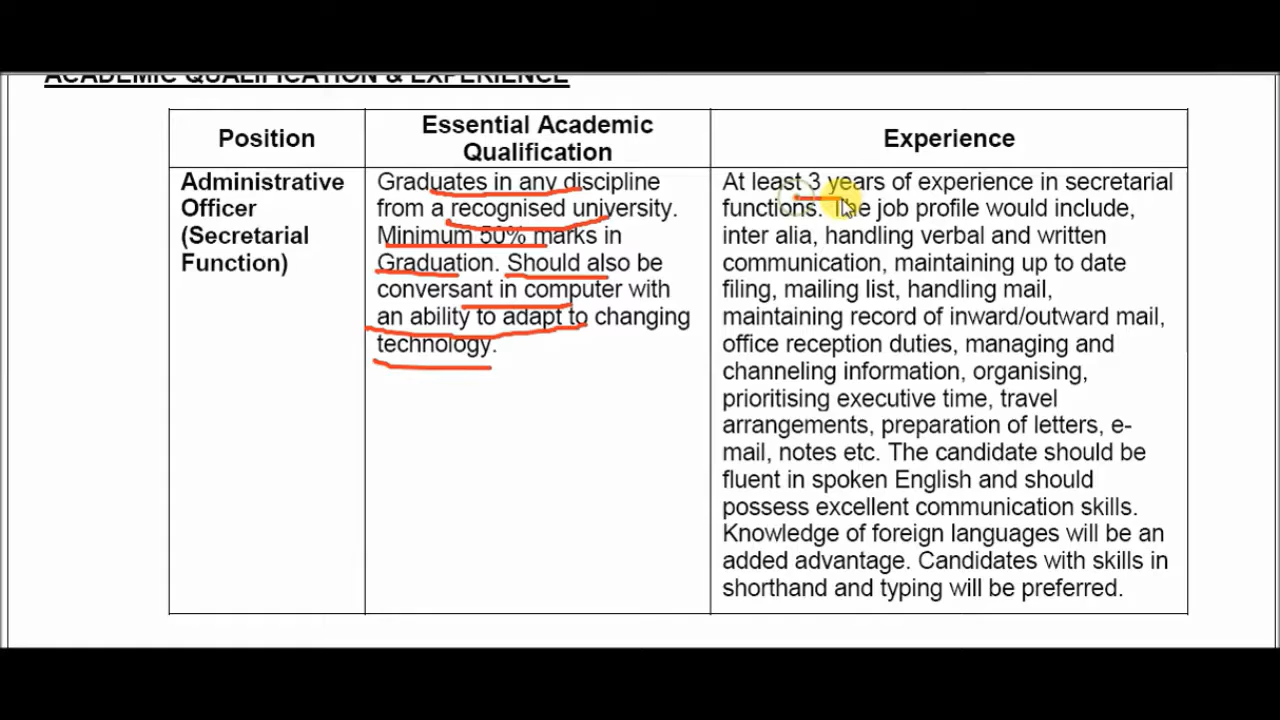 ACADEMIC QUALIFICATION & EXPERIENCE
Position
Essential Academic
Qualification
Experience
Administrative
Officer
(Secretarial
Function)
Graduates in any discipline
from a recognised university.
Minimum 50% marks in
Graduation. Should also be
conversant in computer with
an ability to adapt to changing
technology.
At least 3 years of experience in secretarial
functions. The job profile would include,
inter alia, handling verbal and written
communication, maintaining up to date
filing, mailing list, handling mail,
maintaining record of inward/outward mail,
office reception duties, managing and
channeling information, organising,
prioritising executive time, travel
arrangements, preparation of letters, e-
mail, notes etc. The candidate should be
fluent in spoken English and should
possess excellent communication skills.
Knowledge of foreign languages will be an
added advantage. Candidates with skills in
shorthand and typing will be preferred.